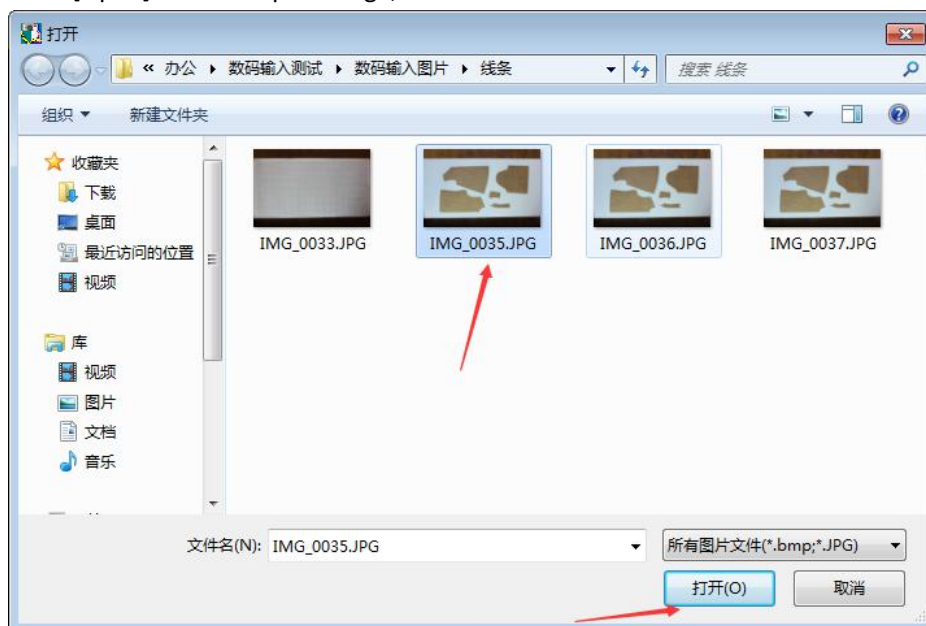 打开
« 办公 ▸ 数码输入测试 ▸ 数码输入图片 ▸ 线条
搜索 线条
组织 ▼ 新建文件夹
收藏夹
下载
桌面
最近访问的位置
视频
库
视频
图片
文档
音乐
IMG_0033.JPG
IMG_0035.JPG
IMG_0036.JPG
IMG_0037.JPG
文件名(N): IMG_0035.JPG
所有图片文件(*.bmp;*.JPG)
打开(O)
取消